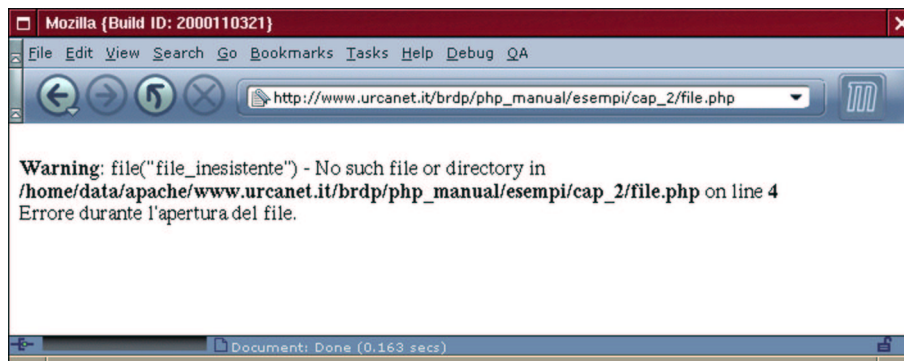 Mozilla {Build ID: 2000110321}
File Edit View Search Go Bookmarks Tasks Help Debug QA
http://www.urcanet.it/brdp/php_manual/esempi/cap_2/file.php
Warning: file("file_inesistente") - No such file or directory in
/home/data/apache/www.urcanet.it/brdp/php_manual/esempi/cap_2/file.php on line 4
Errore durante l'apertura del file.
Document: Done (0.163 secs)